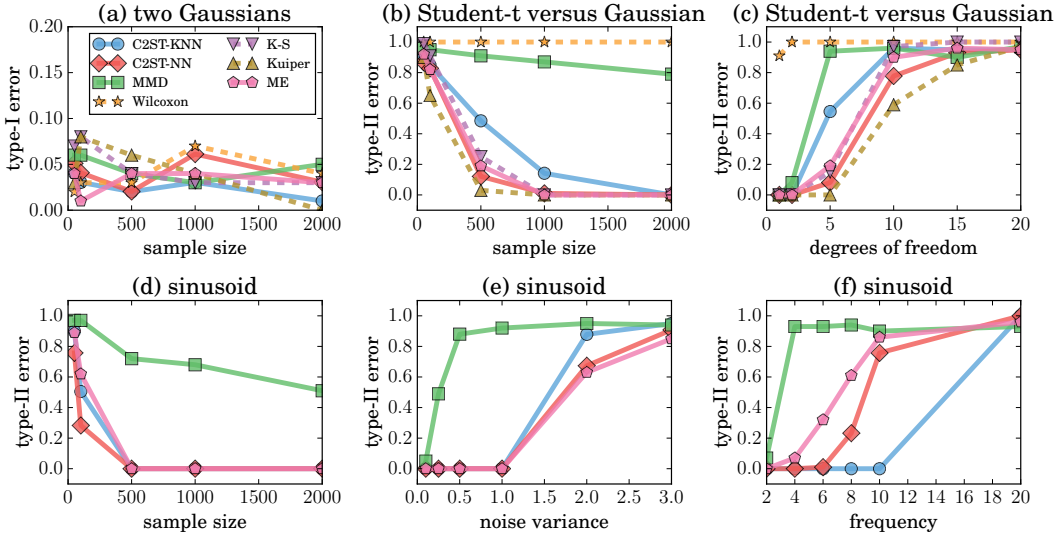 (a) two Gaussians
(b) Student-t versus Gaussian
(c) Student-t versus Gaussian
type-I error
0.20
0.15
0.10
0.05
0.00
C2ST-KNN
C2ST-NN
MMD
Wilcoxon
K-S
Kuiper
ME
0 500 1000 1500 2000
sample size
type-II error
1.0
0.8
0.6
0.4
0.2
0.0
0 500 1000 1500 2000
sample size
type-II error
1.0
0.8
0.6
0.4
0.2
0.0
0 5 10 15 20
degrees of freedom
(d) sinusoid
(e) sinusoid
(f) sinusoid
type-II error
1.0
0.8
0.6
0.4
0.2
0.0
0 500 1000 1500 2000
sample size
type-II error
1.0
0.8
0.6
0.4
0.2
0.0
0.0 0.5 1.0 1.5 2.0 2.5 3.0
noise variance
type-II error
1.0
0.8
0.6
0.4
0.2
0.0
2 4 6 8 10 12 14 16 18 20
frequency